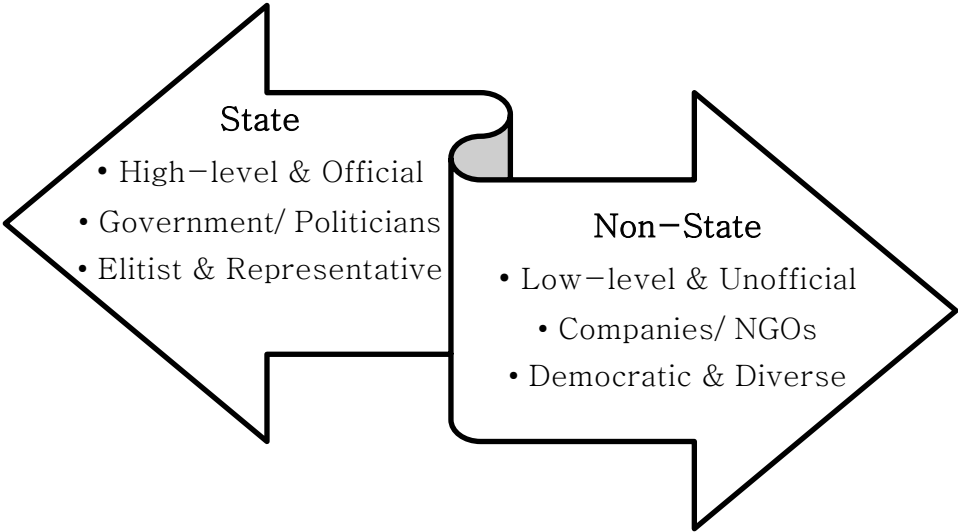 State
• High-level & Official
• Government/ Politicians
• Elitist & Representative
Non-State
• Low-level & Unofficial
• Companies/ NGOs
• Democratic & Diverse